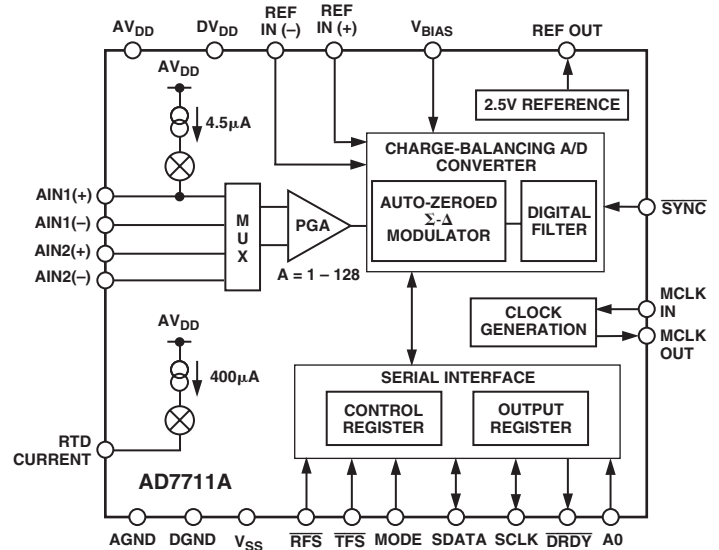 AVDD
DVDD
REF
IN (–)
REF
IN (+)
VBIAS
REF OUT
AVDD
4.5μA
2.5V REFERENCE
CHARGE-BALANCING A/D
CONVERTER
AUTO-ZEROED
Σ-Δ
MODULATOR
DIGITAL
FILTER
AIN1(+)
AIN1(–)
AIN2(+)
AIN2(–)
MUX
PGA
A = 1 – 128
SYNC
MCLK
IN
CLOCK
GENERATION
MCLK
OUT
AVDD
400μA
SERIAL INTERFACE
CONTROL
REGISTER
OUTPUT
REGISTER
RTD
CURRENT
AD7711A
AGND
DGND
VSS
RFS
TFS
MODE
SDATA
SCLK
DRDY
A0